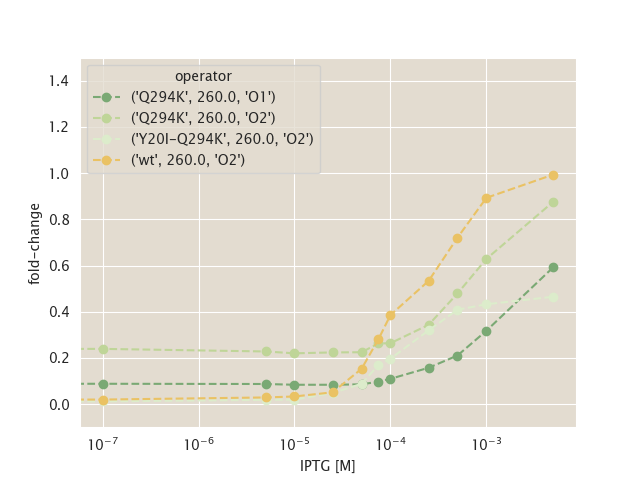 operator
('Q294K', 260.0, 'O1')
('Q294K', 260.0, 'O2')
('Y20I-Q294K', 260.0, 'O2')
('wt', 260.0, 'O2')
fold-change
1.4
1.2
1.0
0.8
0.6
0.4
0.2
0.0
10⁻⁷ 10⁻⁶ 10⁻⁵ 10⁻⁴ 10⁻³
IPTG [M]